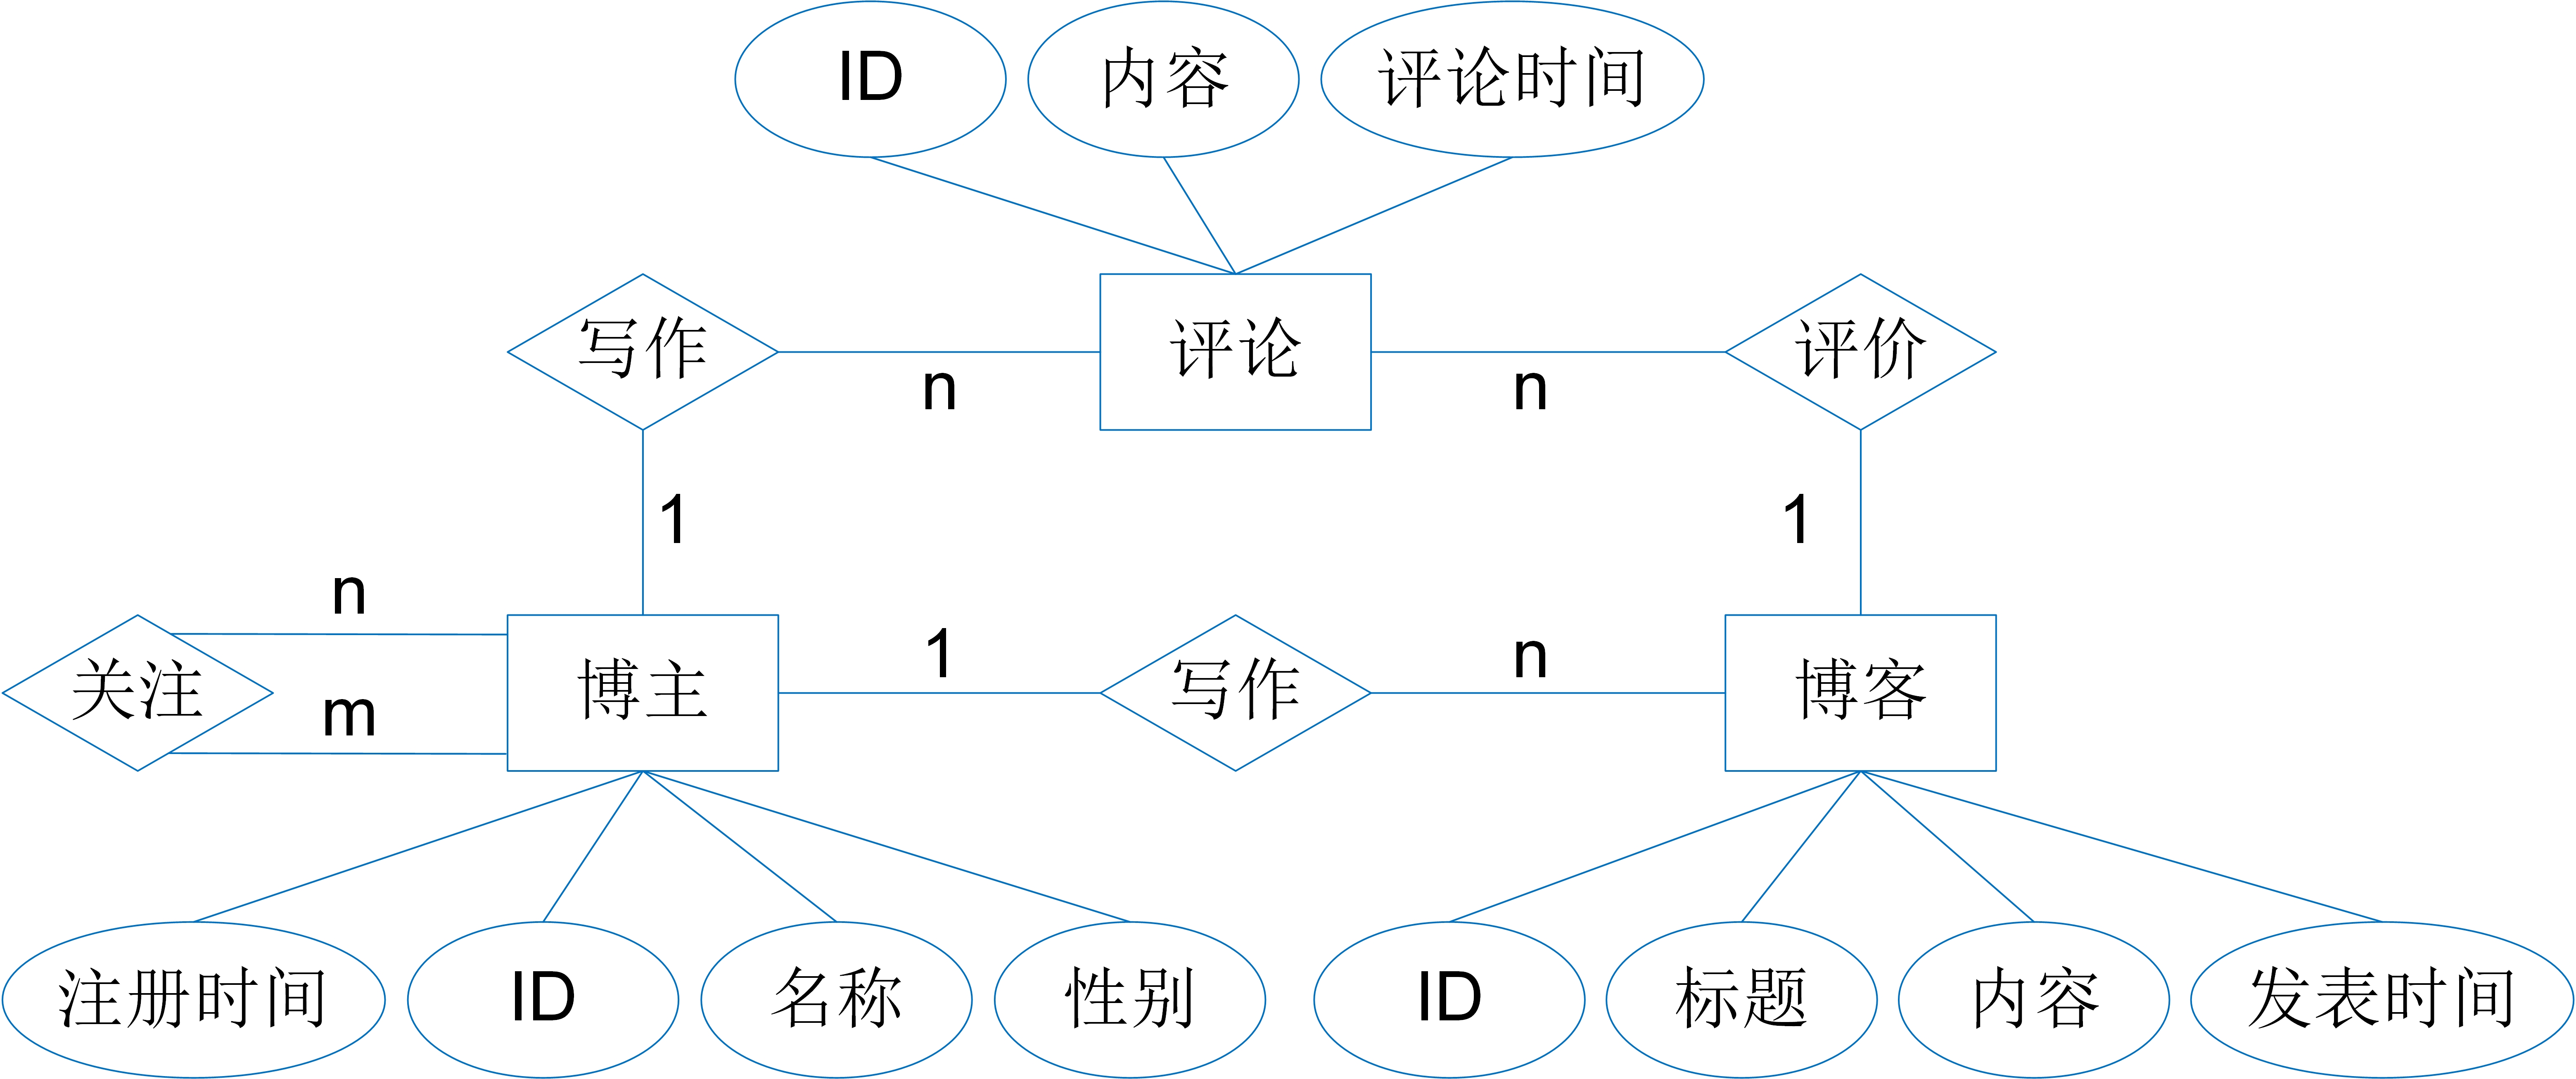 ID 内容 评论时间
写作 评论 评价
n n
1 1
n
关注 博主 1 写作 n 博客
m
注册时间 ID 名称 性别 ID 标题 内容 发表时间